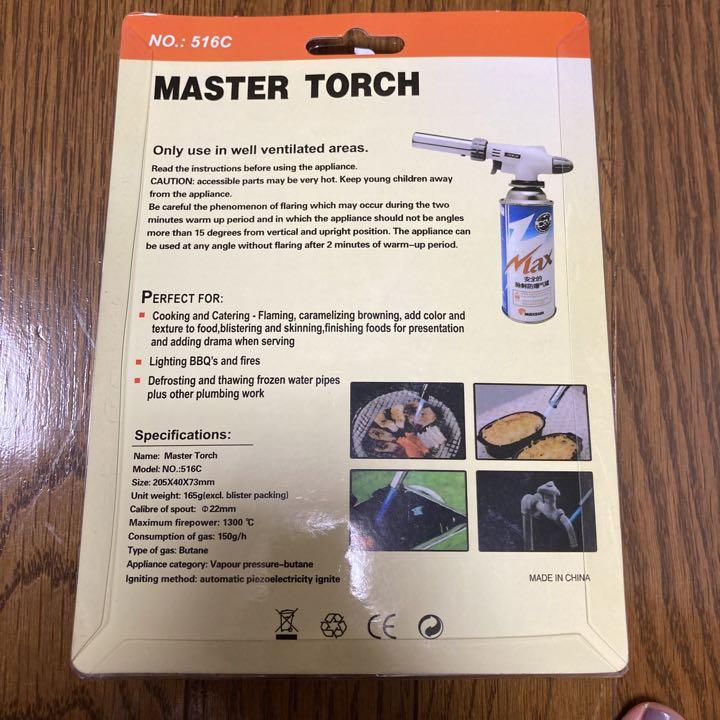 NO.: 516C
MASTER TORCH
Only use in well ventilated areas.
Read the instructions before using the appliance.
CAUTION: accessible parts may be very hot. Keep young children away
from the appliance.
Be careful the phenomenon of flaring which may occur during the two
minutes warm up period and in which the appliance should not be angles
more than 15 degrees from vertical and upright position. The appliance can
be used at any angle without flaring after 2 minutes of warm-up period.
Max
安全的
PERFECT FOR:
Cooking and Catering - Flaming, caramelizing browning, add color and
texture to food,blistering and skinning,finishing foods for presentation
and adding drama when serving
Lighting BBQ's and fires
Defrosting and thawing frozen water pipes
plus other plumbing work
Specifications:
Name: Master Torch
Model: NO.:516C
Size: 205X40X73mm
Unit weight: 165g(excl. blister packing)
Calibre of spout: Φ22mm
Maximum firepower: 1300 ℃
Consumption of gas: 150g/h
Type of gas: Butane
Appliance category: Vapour pressure-butane
Igniting method: automatic piezoelectricity ignite
MADE IN CHINA
CE